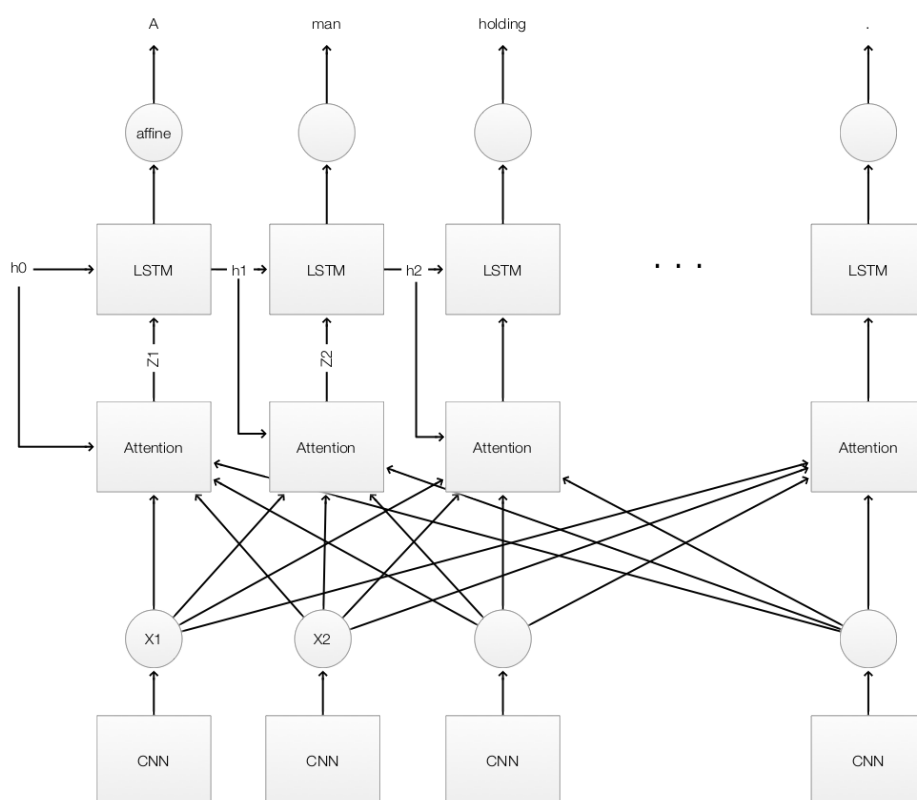 A man holding .
affine
h0 LSTM h1 LSTM h2 LSTM . . . LSTM
Z1 Z2
Attention Attention Attention Attention
X1 X2
CNN CNN CNN CNN